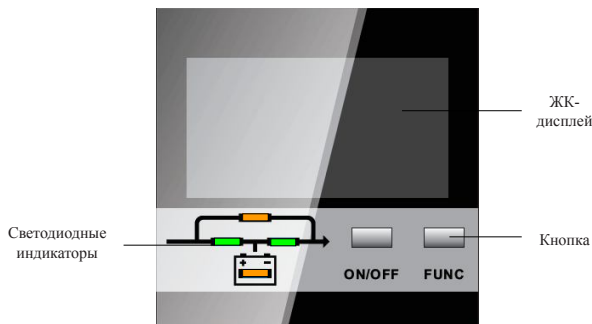 ЖК-
дисплей
Светодиодные
индикаторы
Кнопка
+ -
ON/OFF FUNC